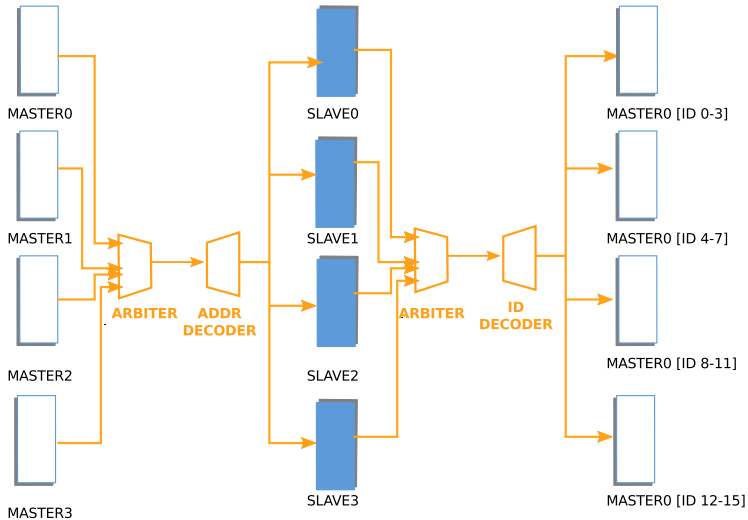 MASTER0
SLAVE0
MASTER0 [ID 0-3]
MASTER1
SLAVE1
MASTER0 [ID 4-7]
ARBITER
ADDR
DECODER
ARBITER
ID
DECODER
MASTER2
SLAVE2
MASTER0 [ID 8-11]
MASTER3
SLAVE3
MASTER0 [ID 12-15]